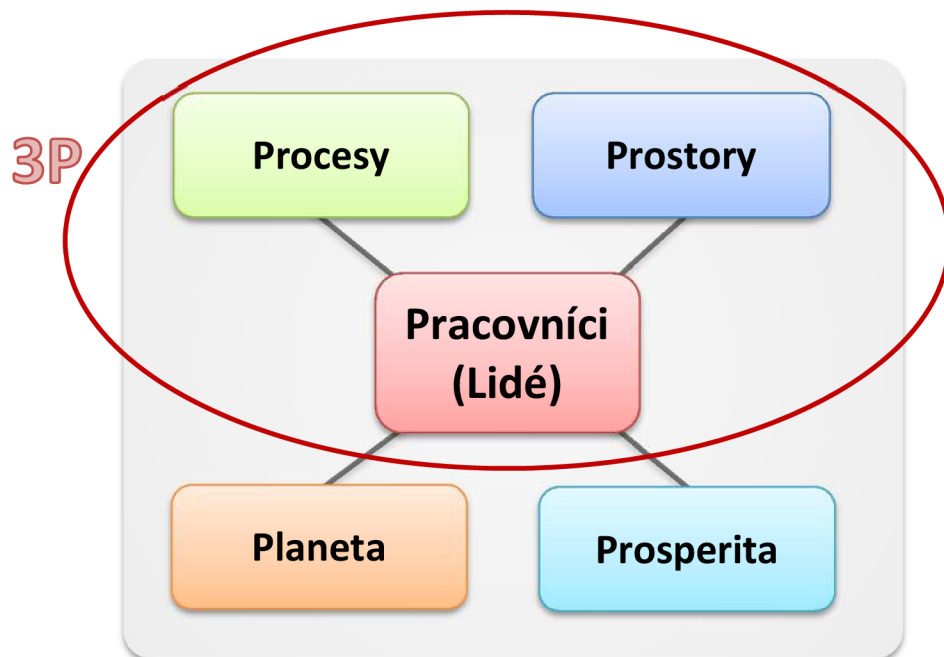 3P
Procesy
Prostory
Pracovníci
(Lidé)
Planeta
Prosperita